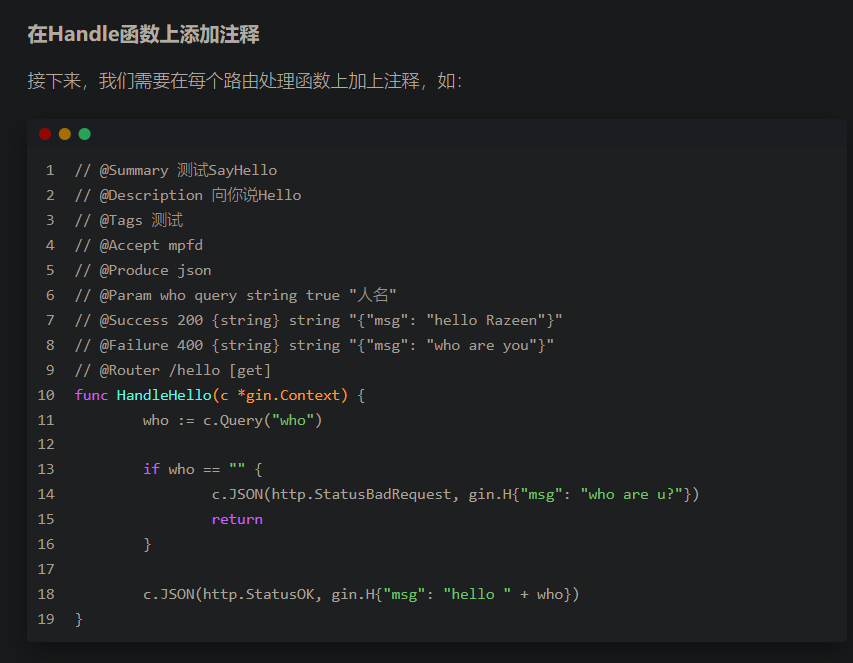 在Handle函数上添加注释
接下来，我们需要在每个路由处理函数上加上注释，如：
1 // @Summary 测试SayHello
2 // @Description 向你说Hello
3 // @Tags 测试
4 // @Accept mpfd
5 // @Produce json
6 // @Param who query string true "人名"
7 // @Success 200 {string} string "{"msg": "hello Razeen"}"
8 // @Failure 400 {string} string "{"msg": "who are you"}"
9 // @Router /hello [get]
10 func HandleHello(c *gin.Context) {
11         who := c.Query("who")
12
13         if who == "" {
14                 c.JSON(http.StatusBadRequest, gin.H{"msg": "who are u?"})
15                 return
16         }
17
18         c.JSON(http.StatusOK, gin.H{"msg": "hello " + who})
19 }